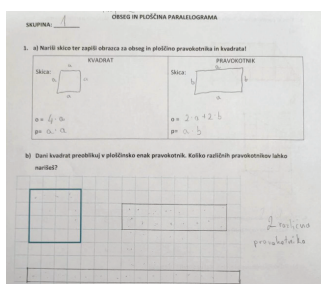 OBSEG IN PLOŠČINA PARALELOGRAMA
SKUPINA: 1
1. a) Nariši skico ter zapiši obrazca za obseg in ploščino pravokotnika in kvadrata!
KVADRAT
PRAVOKOTNIK
Skica:
a
a
a
a
Skica:
a
b
b
a
o = 4·a
p= a·a
o = 2·a+2·b
p= a·b
b) Dani kvadrat preoblikuj v ploščinsko enak pravokotnik. Koliko različnih pravokotnikov lahko
narišeš?
2 različna
pravokotnika